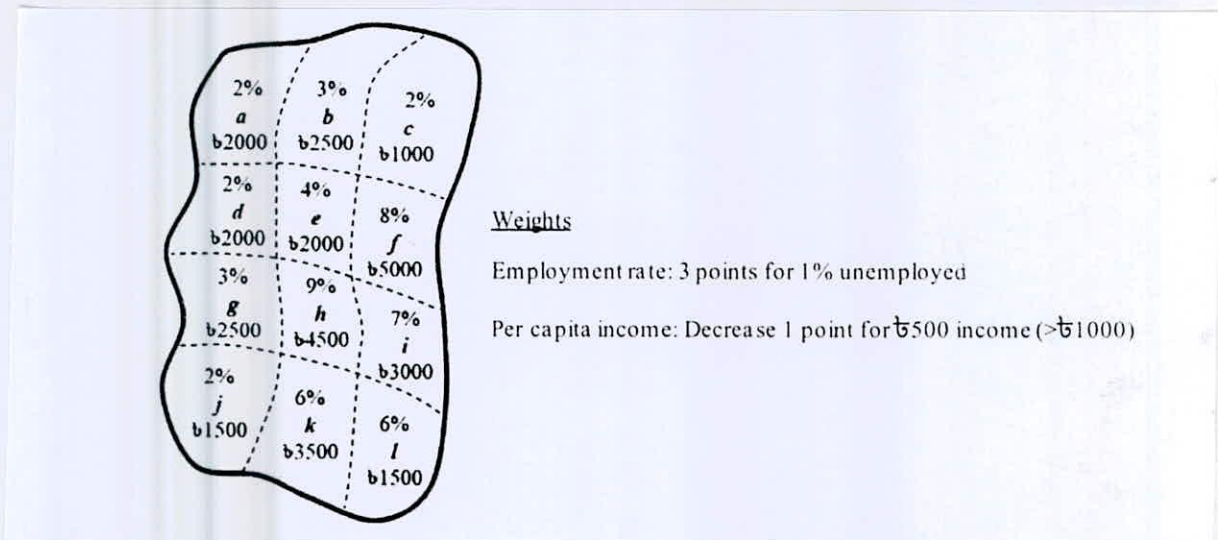 2%
a
৳2000
3%
b
৳2500
2%
c
৳1000
2%
d
৳2000
4%
e
৳2000
8%
f
৳5000
3%
g
৳2500
9%
h
৳4500
7%
i
৳3000
2%
j
৳1500
6%
k
৳3500
6%
l
৳1500
Weights
Employment rate: 3 points for 1% unemployed
Per capita income: Decrease 1 point for ৳500 income (>৳1000)